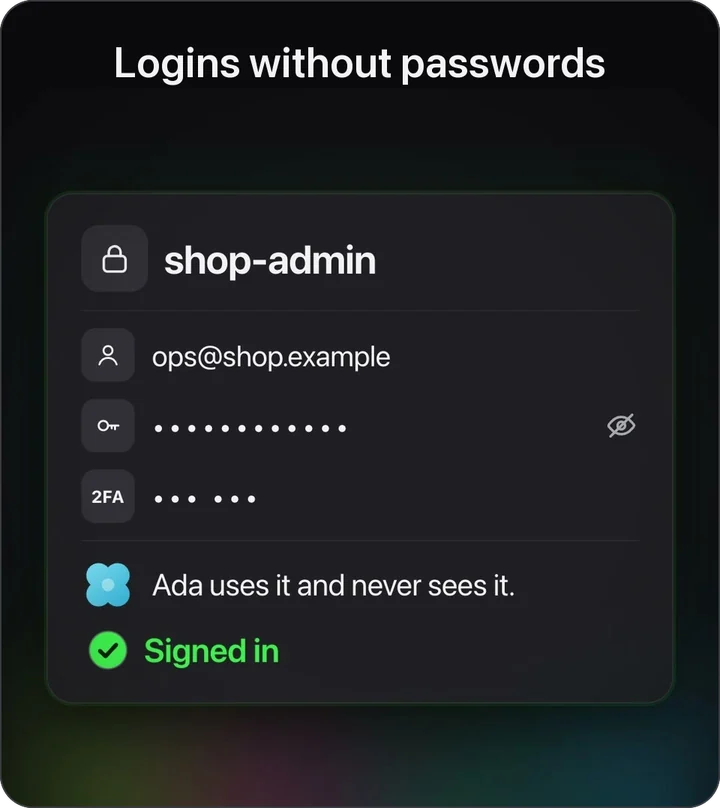 Logins without passwords
shop-admin
ops@shop.example
••••••••••••
2FA ••• •••
Ada uses it and never sees it.
Signed in